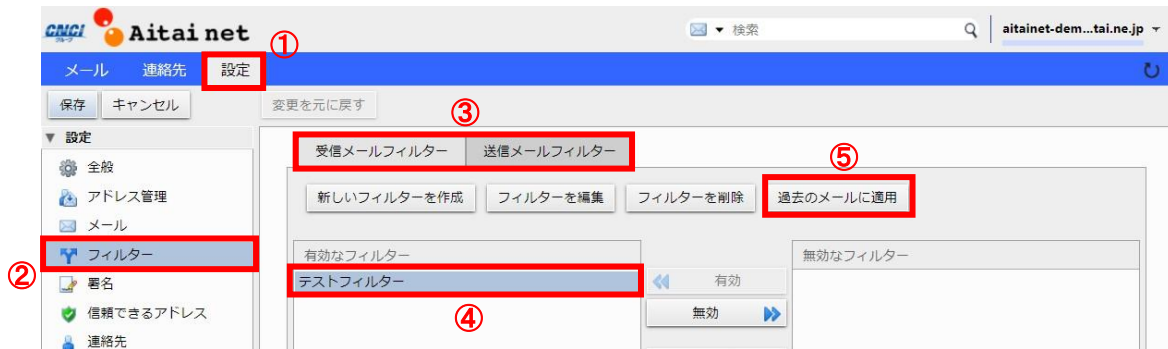 CNCI グループ Aitai net ① 検索 aitainet-dem...tai.ne.jp
メール 連絡先 設定
保存 キャンセル 変更を元に戻す ③
設定
受信メールフィルター 送信メールフィルター ⑤
全般
アドレス管理 新しいフィルターを作成 フィルターを編集 フィルターを削除 過去のメールに適用
メール
② フィルター 有効なフィルター 無効なフィルター
署名 テストフィルター 有効
信頼できるアドレス ④ 無効
連絡先